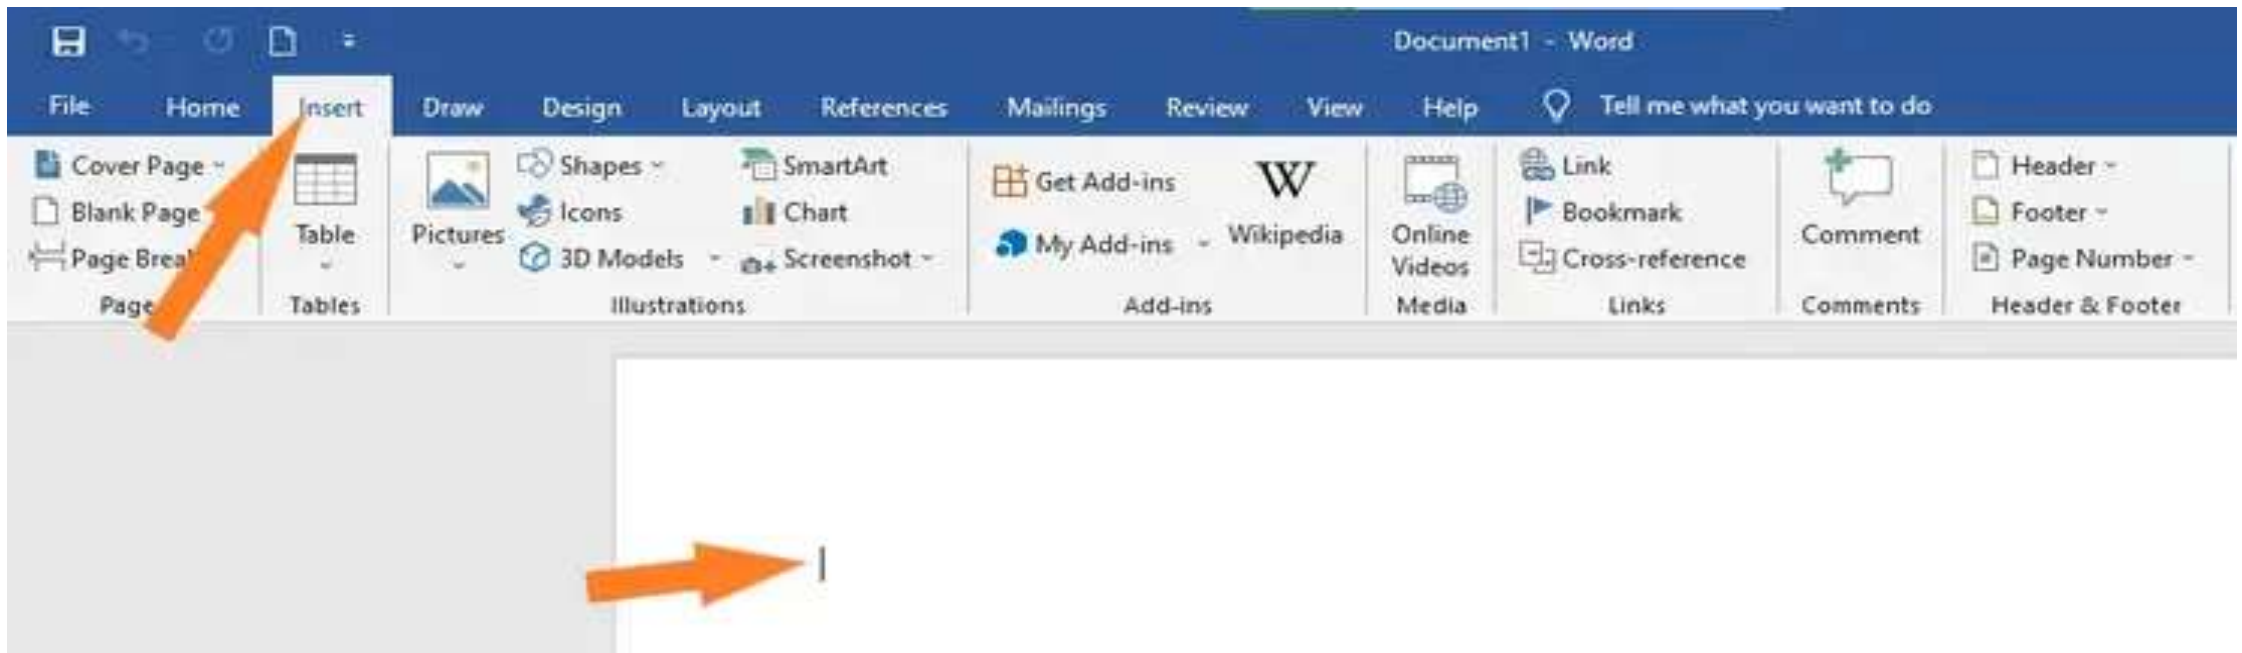 Document1 - Word
File Home Insert Draw Design Layout References Mailings Review View Help Tell me what you want to do
Cover Page
Blank Page
Page
Pages
Table
Tables
Pictures
Shapes
Icons
3D Models
SmartArt
Chart
Screenshot
Illustrations
Get Add-ins
My Add-ins
W
Wikipedia
Add-ins
Online
Videos
Media
Link
Bookmark
Cross-reference
Links
Comment
Comments
Header
Footer
Page Number
Header & Footer